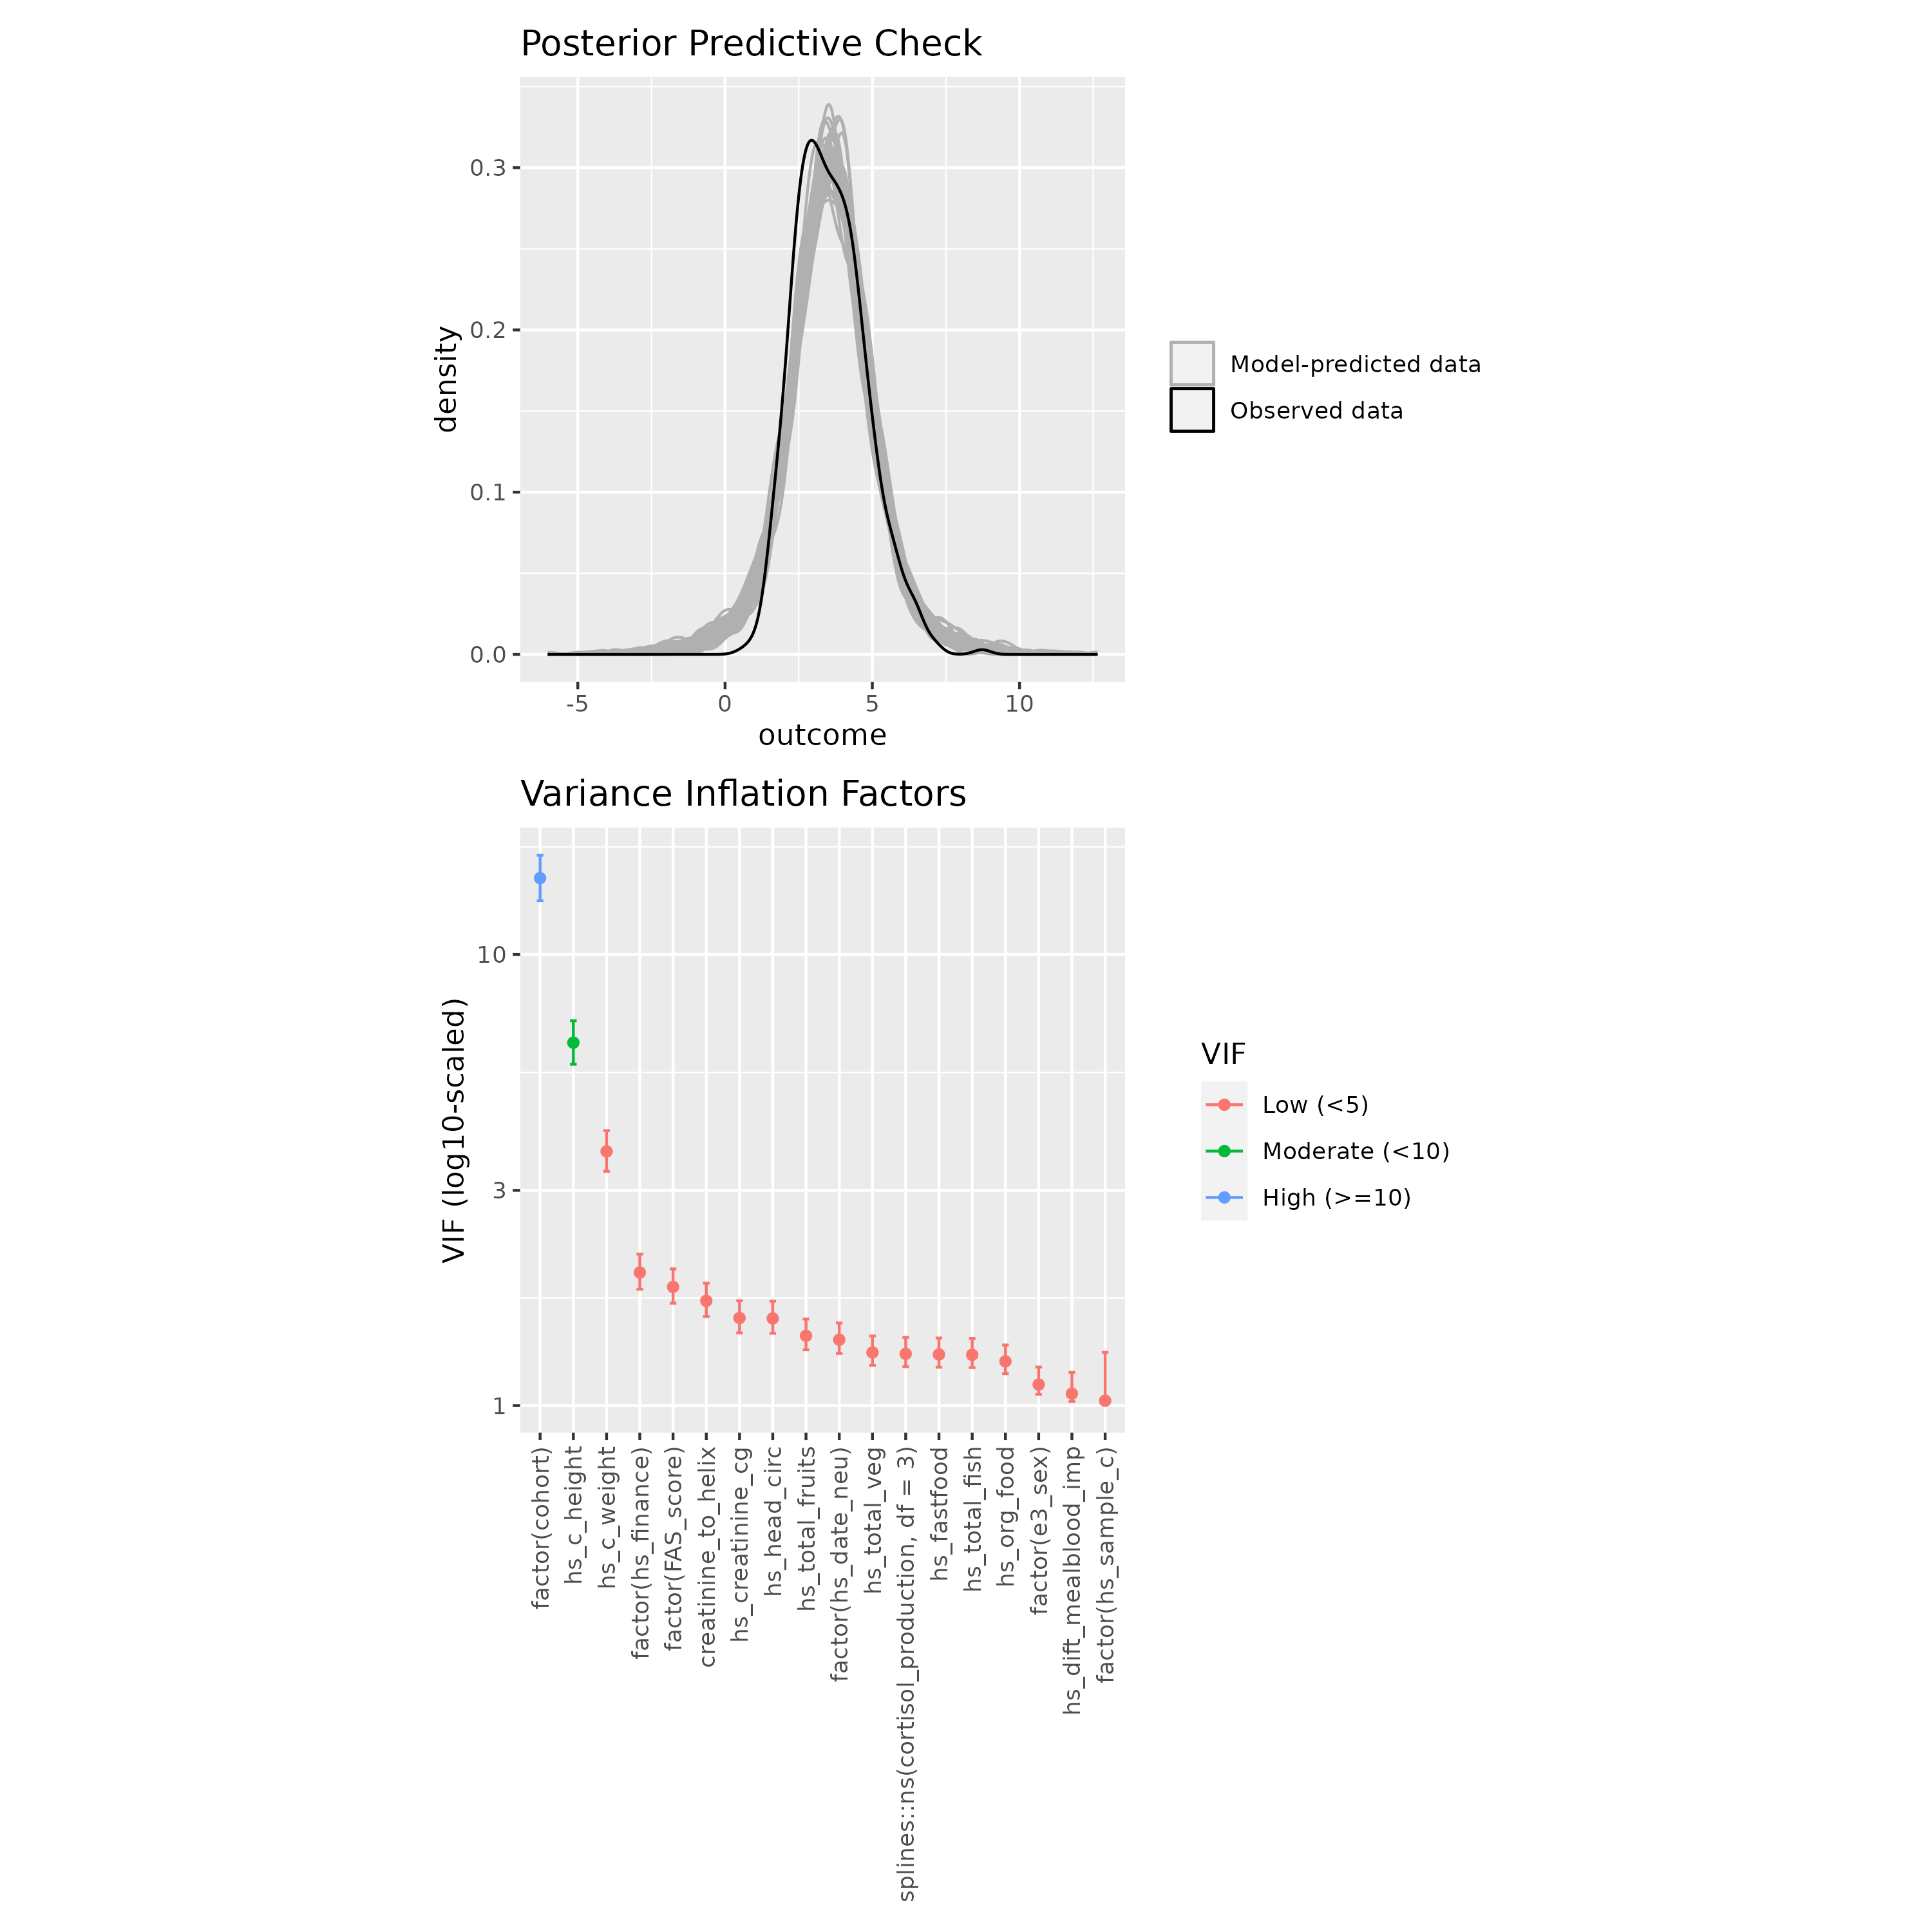 Posterior Predictive Check
density
0.3
0.2
0.1
0.0
-5 0 5 10
outcome
Model-predicted data
Observed data
Variance Inflation Factors
VIF (log10-scaled)
10
3
1
factor(cohort)
hs_c_height
hs_c_weight
factor(hs_finance)
factor(FAS_score)
creatinine_to_helix
hs_creatinine_cg
hs_head_circ
hs_total_fruits
factor(hs_date_neu)
hs_total_veg
splines::ns(cortisol_production, df = 3)
hs_fastfood
hs_total_fish
hs_org_food
factor(e3_sex)
hs_dift_mealblood_imp
factor(hs_sample_c)
VIF
Low (<5)
Moderate (<10)
High (>=10)